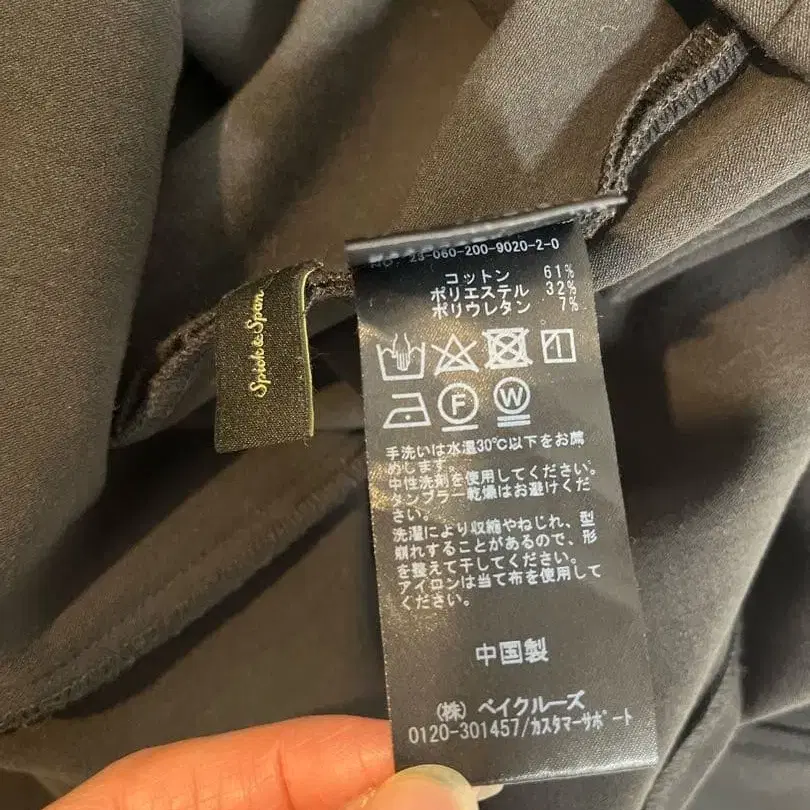 NO. 23-060-200-9020-2-0
コットン 61%
ポリエステル 32%
ポリウレタン 7%
F W
手洗いは水温30℃以下をお薦
めします。
中性洗剤を使用してください。
タンブラー乾燥はお避けくだ
さい。
洗濯により収縮やねじれ、型
崩れすることがあるので、形
を整えて干してください。
アイロンは当て布を使用して
ください。
中国製
(株) ベイクルーズ
0120-301457/カスタマーサポート
Spick & Span